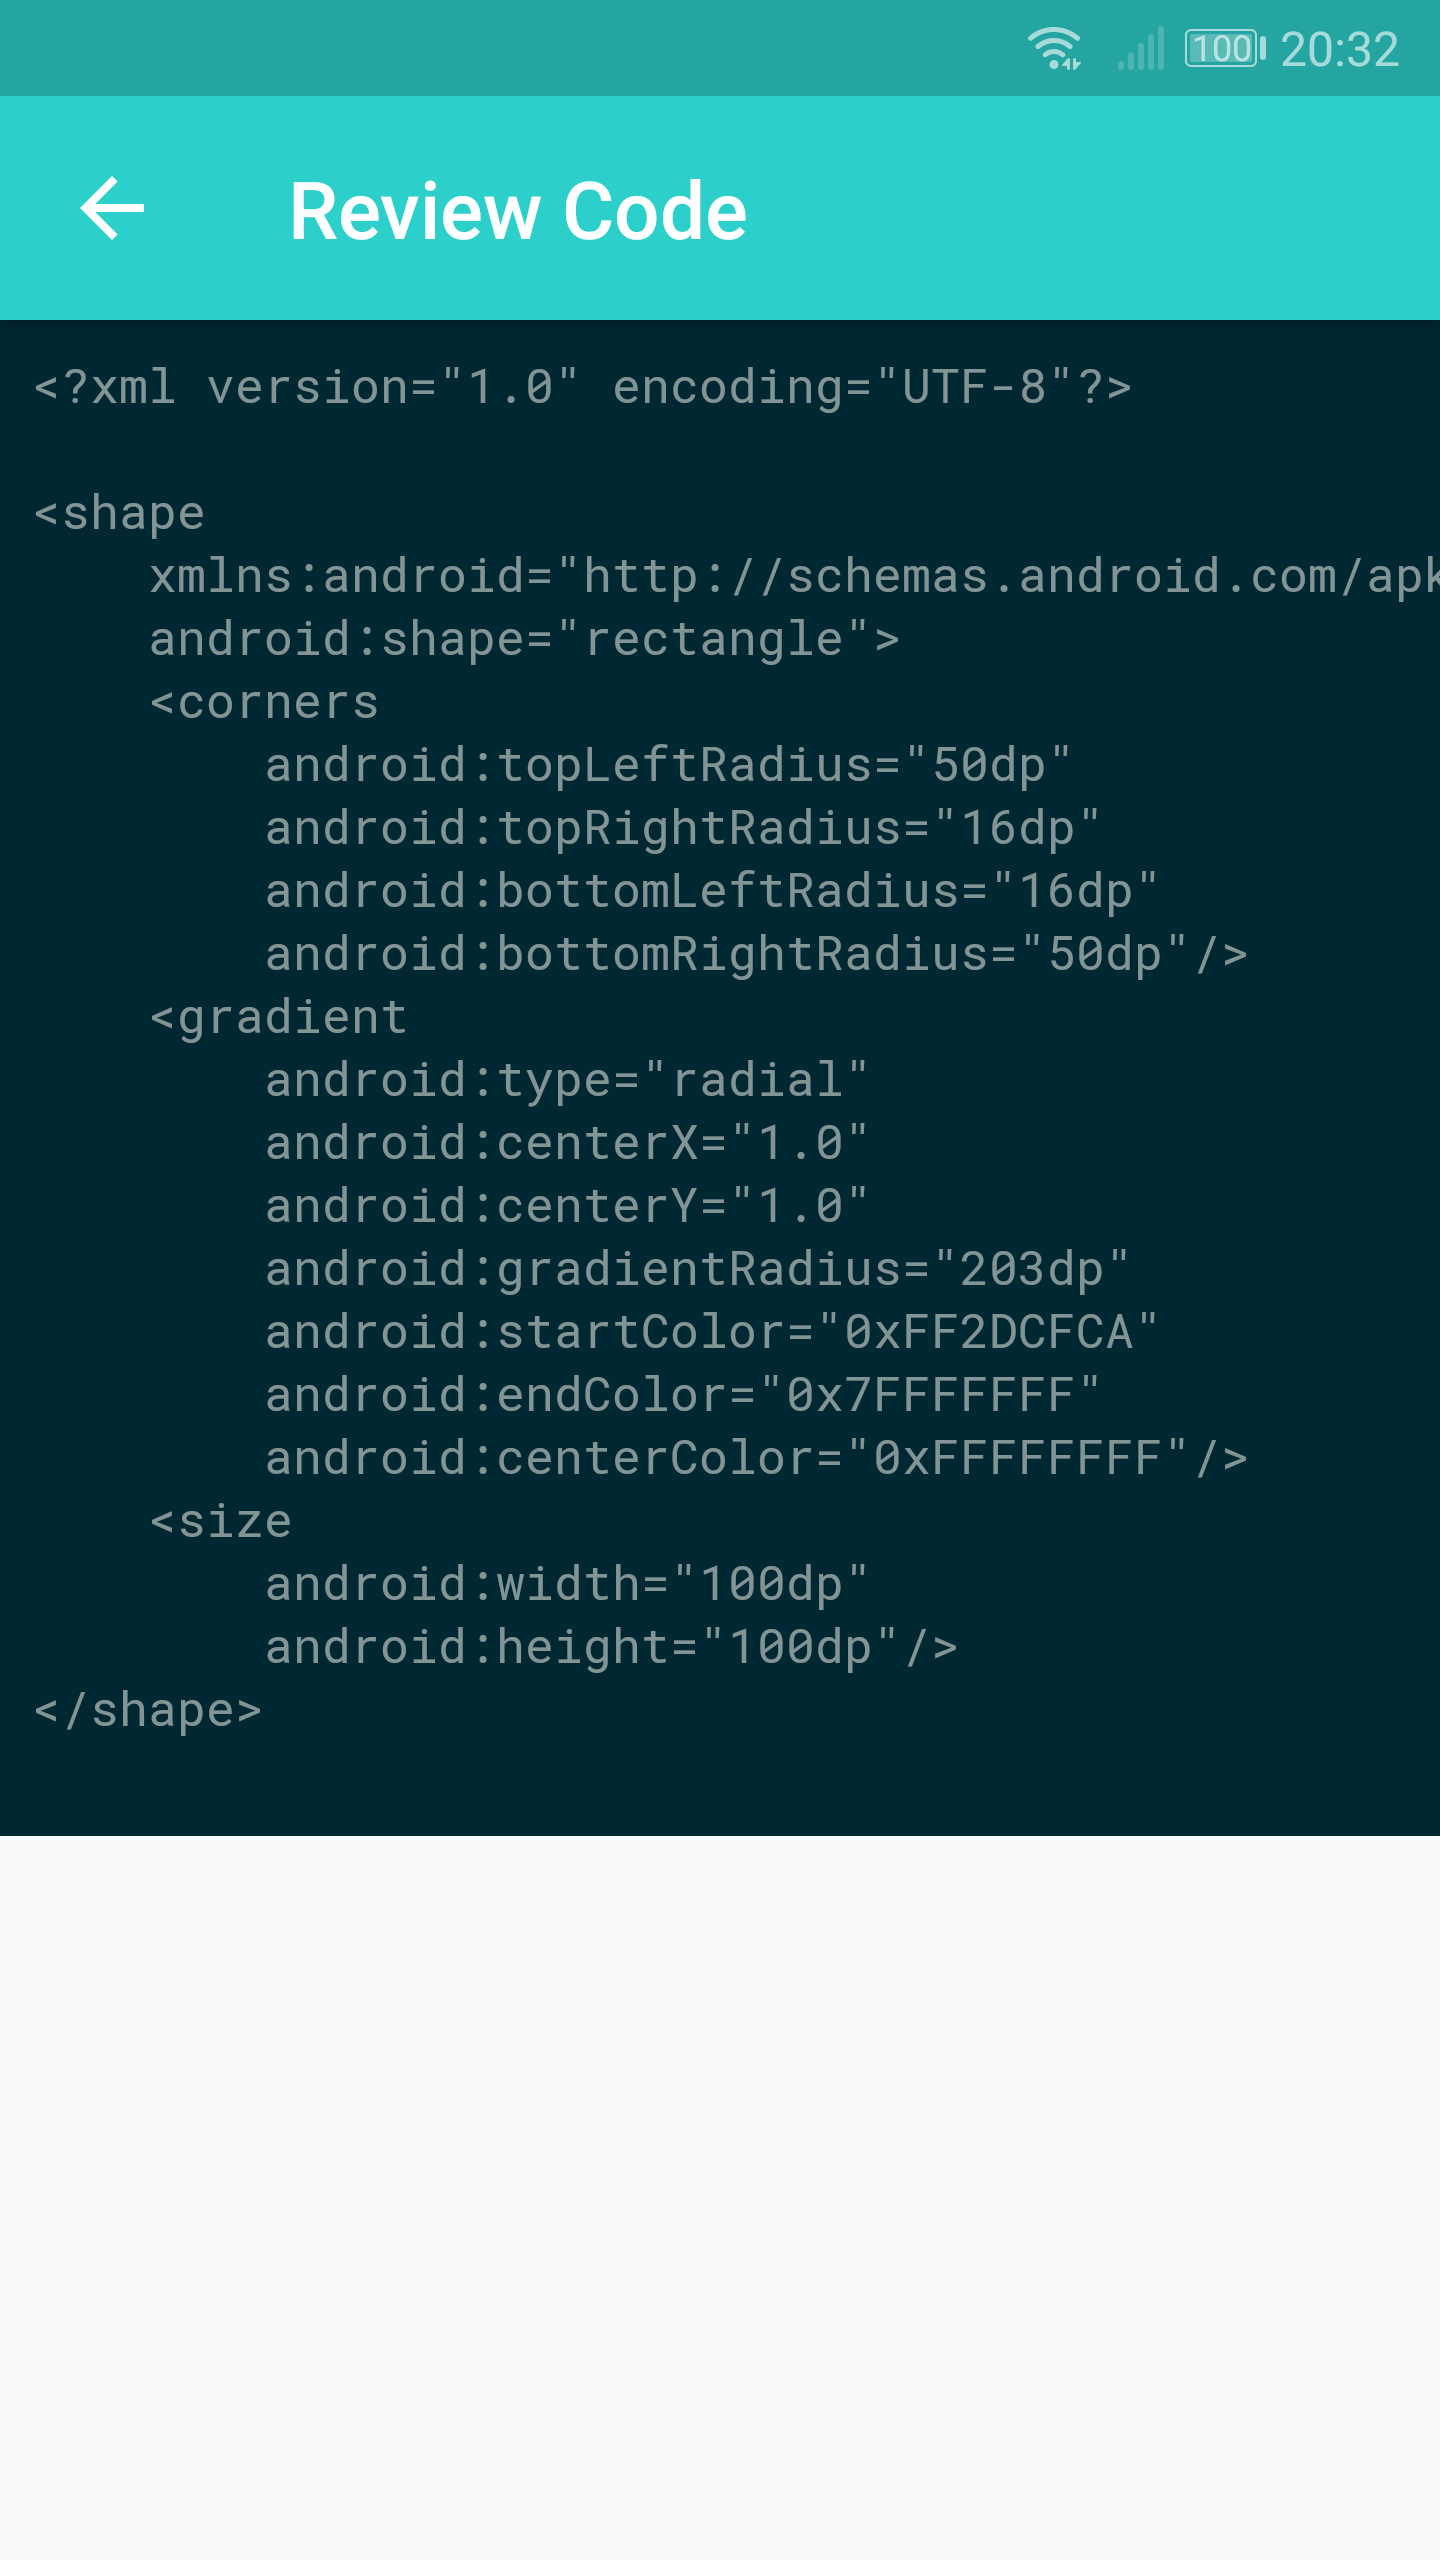 100 20:32
Review Code
<?xml version="1.0" encoding="UTF-8"?>
<shape
xmlns:android="http://schemas.android.com/apk
android:shape="rectangle">
<corners
android:topLeftRadius="50dp"
android:topRightRadius="16dp"
android:bottomLeftRadius="16dp"
android:bottomRightRadius="50dp"/>
<gradient
android:type="radial"
android:centerX="1.0"
android:centerY="1.0"
android:gradientRadius="203dp"
android:startColor="0xFF2DCFCA"
android:endColor="0x7FFFFFFF"
android:centerColor="0xFFFFFFFF"/>
<size
android:width="100dp"
android:height="100dp"/>
</shape>